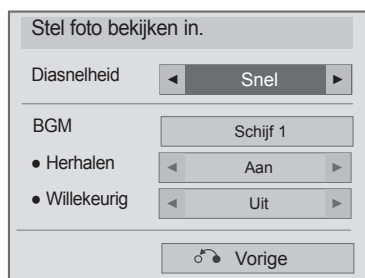 Stel foto bekijken in.
Diasnelheid ◄ Snel ►
BGM Schijf 1
● Herhalen ◄ Aan ►
● Willekeurig ◄ Uit ►
Vorige